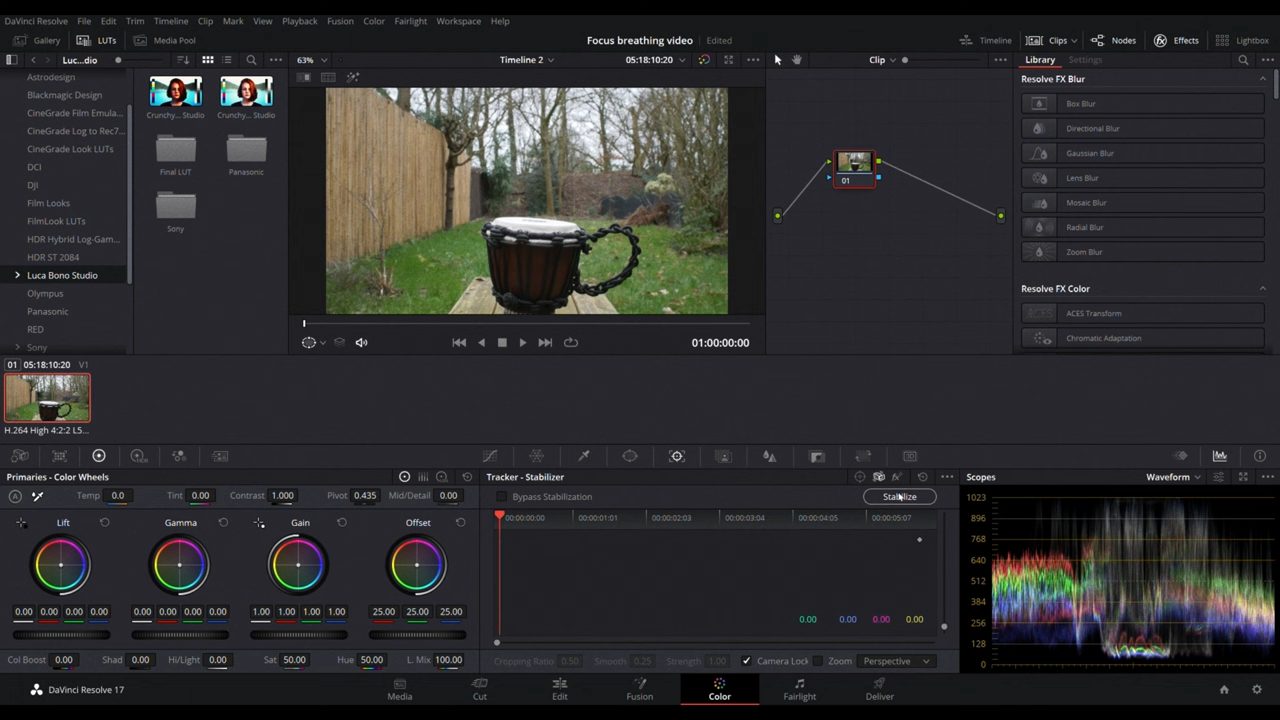 DaVinci Resolve File Edit Trim Timeline Clip Mark View Playback Fusion Color Fairlight Workspace Help
Gallery LUTs Media Pool Focus breathing video Edited Timeline Clips Nodes Effects Lightbox
Luc...dio 63% Timeline 2 05:18:10:20 Clip Library Settings
Astrodesign
Blackmagic Design
CineGrade Film Emula...
CineGrade Log to Rec7...
CineGrade Look LUTs
DCI
DJI
Film Looks
FilmLook LUTs
HDR Hybrid Log-Gam...
HDR ST 2084
Luca Bono Studio
Olympus
Panasonic
RED
Sony
Crunchy... Studio Crunchy... Studio
Final LUT Panasonic
Sony
01:00:00:00
01
Resolve FX Blur
Box Blur
Directional Blur
Gaussian Blur
Lens Blur
Mosaic Blur
Radial Blur
Zoom Blur
Resolve FX Color
ACES Transform
Chromatic Adaptation
01 05:18:10:20 V1
H.264 High 4:2:2 L5...
Primaries - Color Wheels
Temp 0.0 Tint 0.00 Contrast 1.000 Pivot 0.435 Mid/Detail 0.00
Lift Gamma Gain Offset
0.00 0.00 0.00 0.00 0.00 0.00 0.00 0.00 1.00 1.00 1.00 1.00 25.00 25.00 25.00
Col Boost 0.00 Shad 0.00 Hi/Light 0.00 Sat 50.00 Hue 50.00 L. Mix 100.00
Tracker - Stabilizer
Bypass Stabilization Stabilize
00:00:00:00 00:00:01:01 00:00:02:03 00:00:03:04 00:00:04:05 00:00:05:07
0.00 0.00 0.00 0.00
Cropping Ratio 0.50 Smooth 0.25 Strength 1.00 Camera Lock Zoom Perspective
Scopes Waveform
1023
896
768
640
512
384
256
128
0
DaVinci Resolve 17 Media Cut Edit Fusion Color Fairlight Deliver